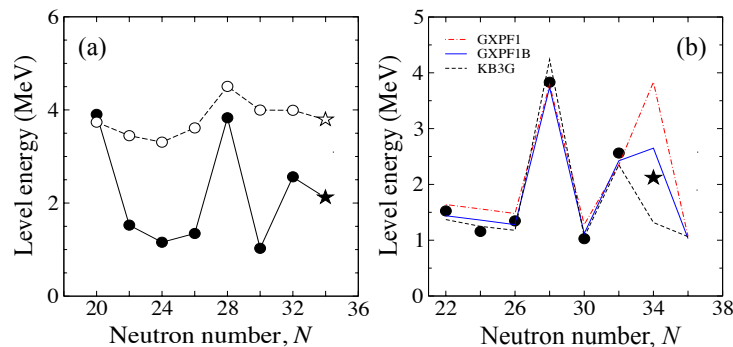 (a)
Level energy (MeV)
6
4
2
0
20 24 28 32 36
Neutron number, N
(b)
GXPF1
GXPF1B
KB3G
Level energy (MeV)
5
4
3
2
1
0
22 26 30 34 38
Neutron number, N